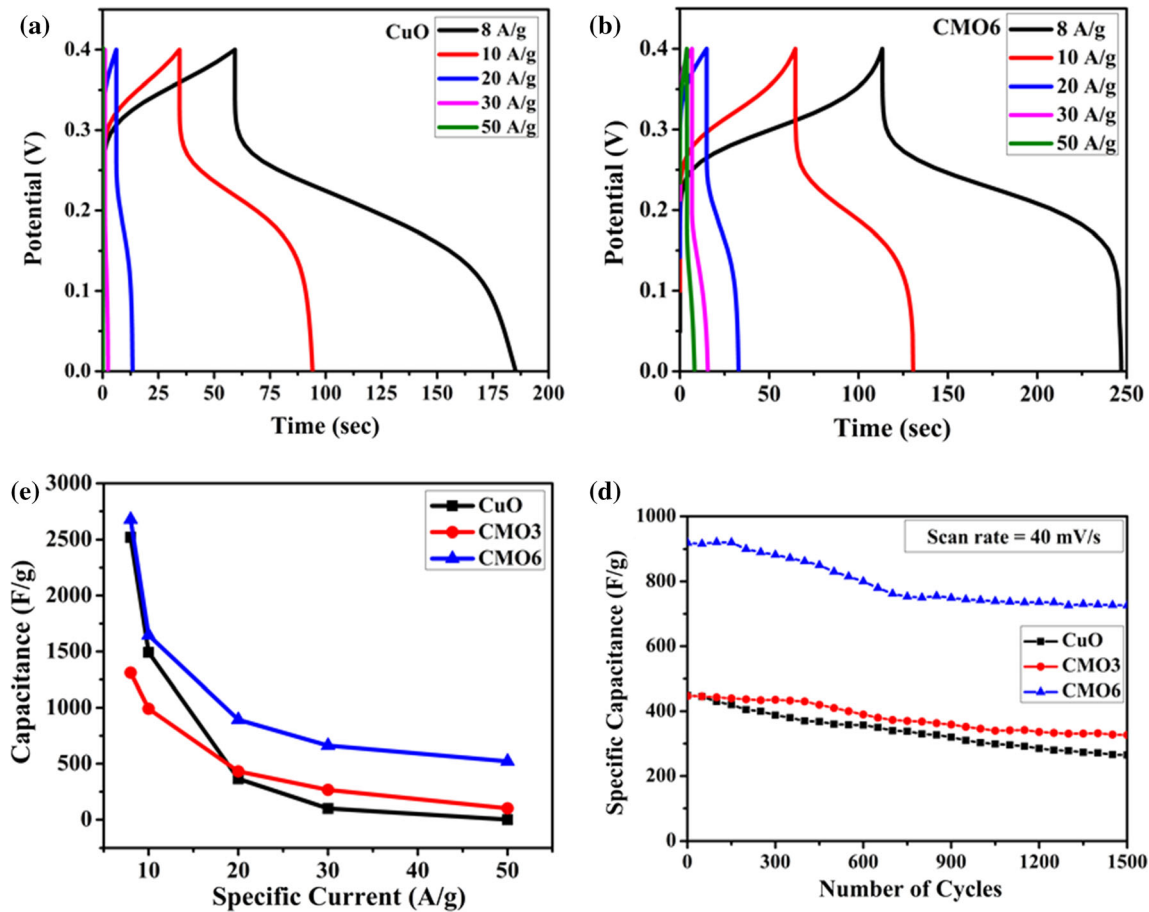 (a)
CuO
8 A/g
10 A/g
20 A/g
30 A/g
50 A/g
0.4
0.3
0.2
0.1
0.0
Potential (V)
0 25 50 75 100 125 150 175 200
Time (sec)
(b)
CMO6
8 A/g
10 A/g
20 A/g
30 A/g
50 A/g
0.4
0.3
0.2
0.1
0.0
Potential (V)
0 50 100 150 200 250
Time (sec)
(e)
CuO
CMO3
CMO6
3000
2500
2000
1500
1000
500
0
Capacitance (F/g)
10 20 30 40 50
Specific Current (A/g)
(d)
Scan rate = 40 mV/s
CuO
CMO3
CMO6
1000
800
600
400
200
0
Specific Capacitance (F/g)
0 300 600 900 1200 1500
Number of Cycles